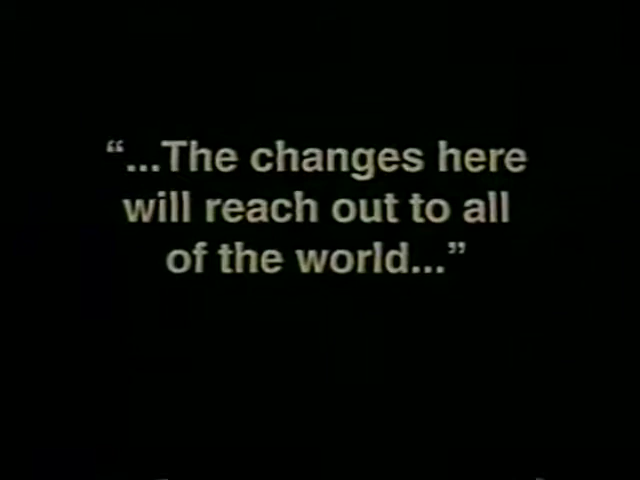 “...The changes here
will reach out to all
of the world...”